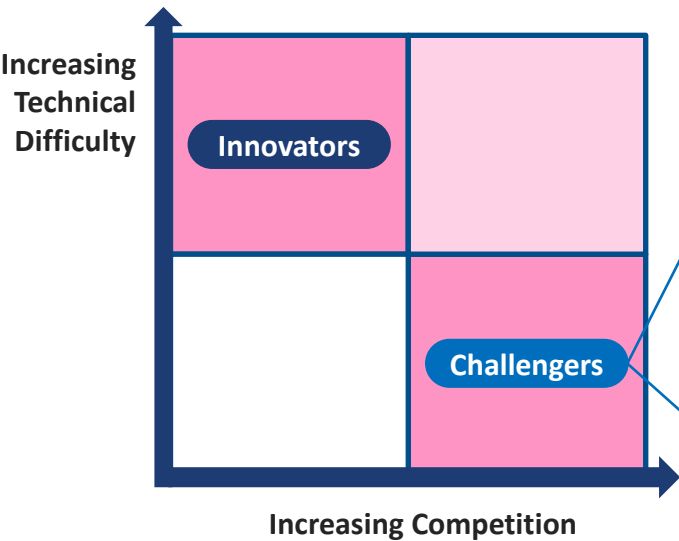 Increasing
Technical
Difficulty
Innovators
Challengers
Increasing Competition